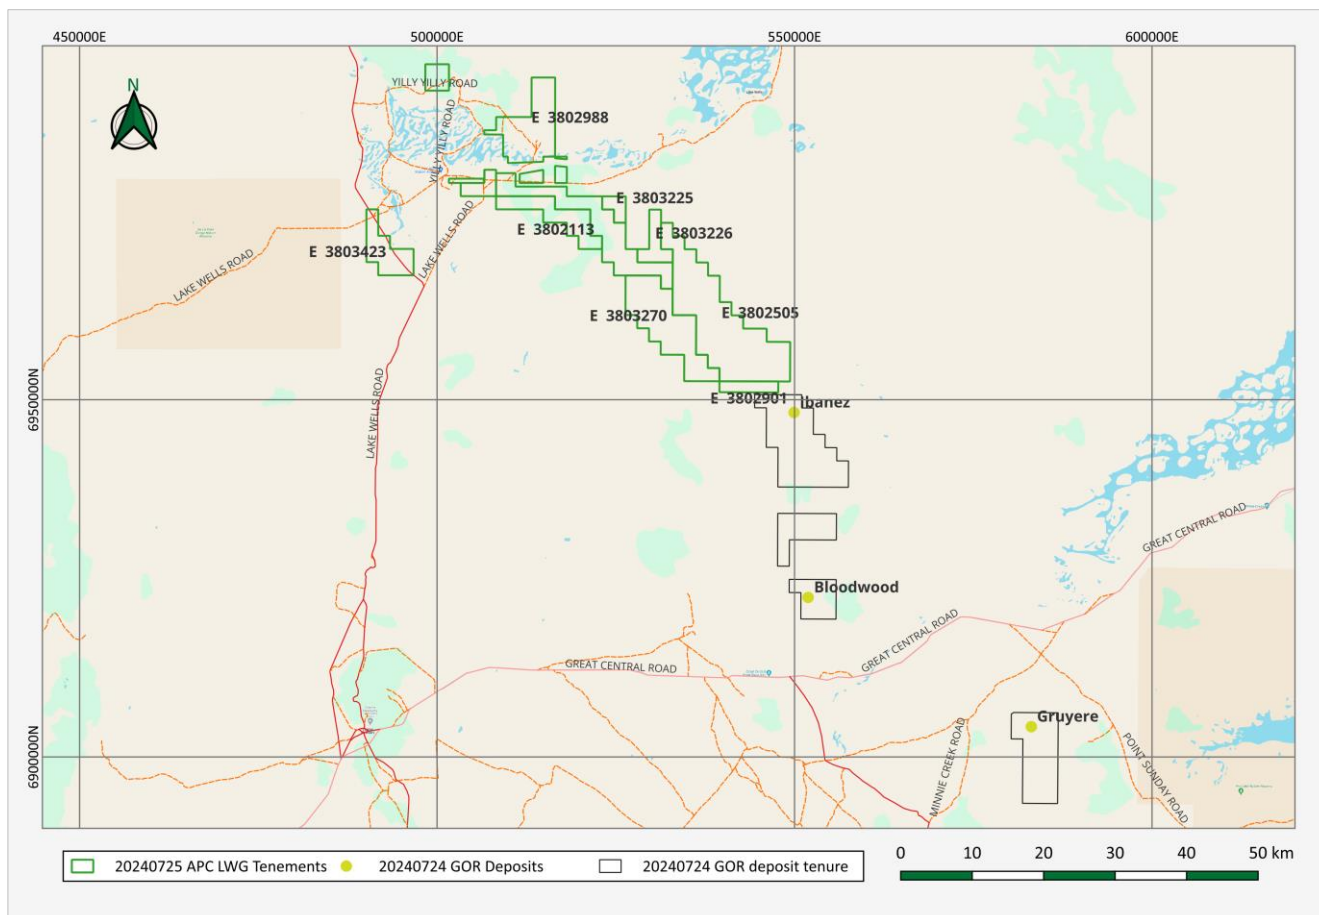 450000E
500000E
550000E
600000E
N
YILLY YILLY ROAD
E 3802988
YILLY YILLY ROAD
E 3803225
E 3802113
E 3803226
LAKE WELLS ROAD
E 3803423
LAKE WELLS ROAD
E 3803270
E 3802505
6950000N
LAKE WELLS ROAD
E 3802901
Ibanez
GREAT CENTRAL ROAD
Bloodwood
GREAT CENTRAL ROAD
GREAT CENTRAL ROAD
Gruyere
6900000N
MINNIE CREEK ROAD
POINT SUNDAY ROAD
20240725 APC LWG Tenements
20240724 GOR Deposits
20240724 GOR deposit tenure
0 10 20 30 40 50 km